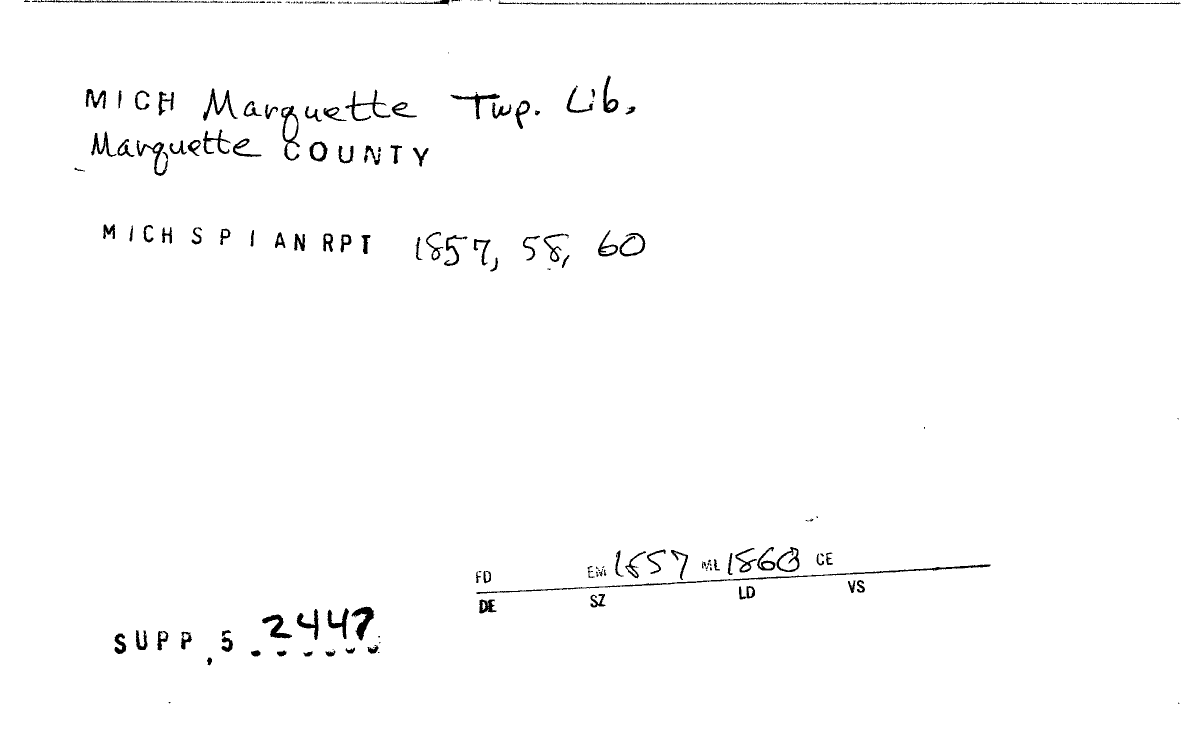 MICH Marquette Twp. Lib.
Marquette COUNTY
MICH SPI AN RPT 1857, 58, 60
FD EM 1857 ML 1860 CE
DE SZ LD VS
SUPP, 5 2447